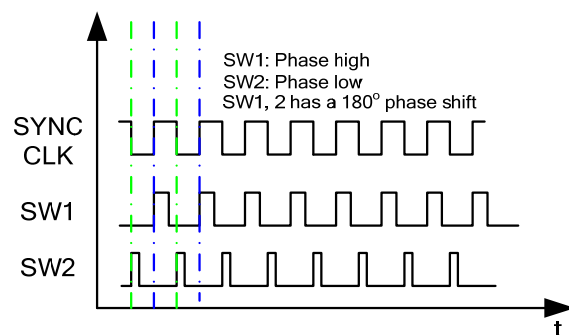 SW1: Phase high
SW2: Phase low
SW1, 2 has a 180° phase shift
SYNC
CLK
SW1
SW2
t